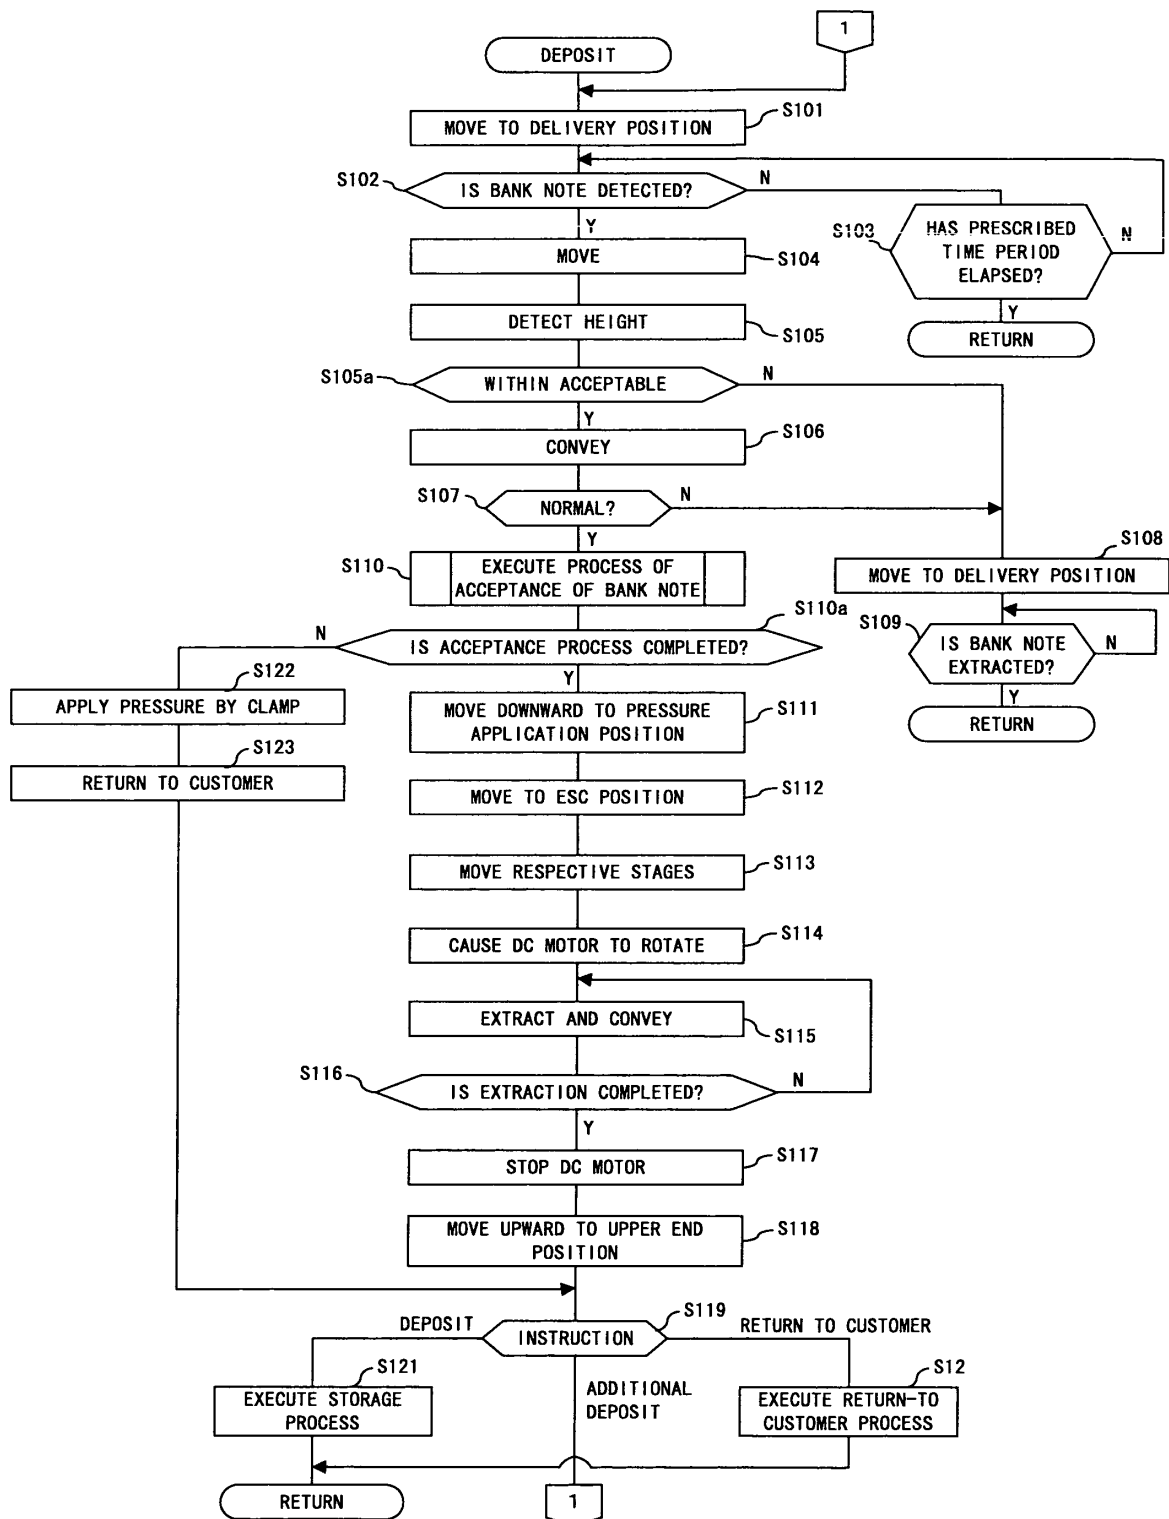 1
DEPOSIT
S101
MOVE TO DELIVERY POSITION
S102
IS BANK NOTE DETECTED?
N
Y
S103
HAS PRESCRIBED
TIME PERIOD
ELAPSED?
N
Y
RETURN
MOVE
S104
DETECT HEIGHT
S105
S105a
WITHIN ACCEPTABLE
N
Y
CONVEY
S106
S107
NORMAL?
N
Y
S108
MOVE TO DELIVERY POSITION
S109
IS BANK NOTE
EXTRACTED?
N
Y
RETURN
S110
EXECUTE PROCESS OF
ACCEPTANCE OF BANK NOTE
S110a
IS ACCEPTANCE PROCESS COMPLETED?
N
Y
S122
APPLY PRESSURE BY CLAMP
S123
RETURN TO CUSTOMER
MOVE DOWNWARD TO PRESSURE
APPLICATION POSITION
S111
MOVE TO ESC POSITION
S112
MOVE RESPECTIVE STAGES
S113
CAUSE DC MOTOR TO ROTATE
S114
EXTRACT AND CONVEY
S115
S116
IS EXTRACTION COMPLETED?
N
Y
STOP DC MOTOR
S117
MOVE UPWARD TO UPPER END
POSITION
S118
S119
INSTRUCTION
DEPOSIT
RETURN TO CUSTOMER
ADDITIONAL
DEPOSIT
S121
EXECUTE STORAGE
PROCESS
S12
EXECUTE RETURN-TO
CUSTOMER PROCESS
RETURN
1